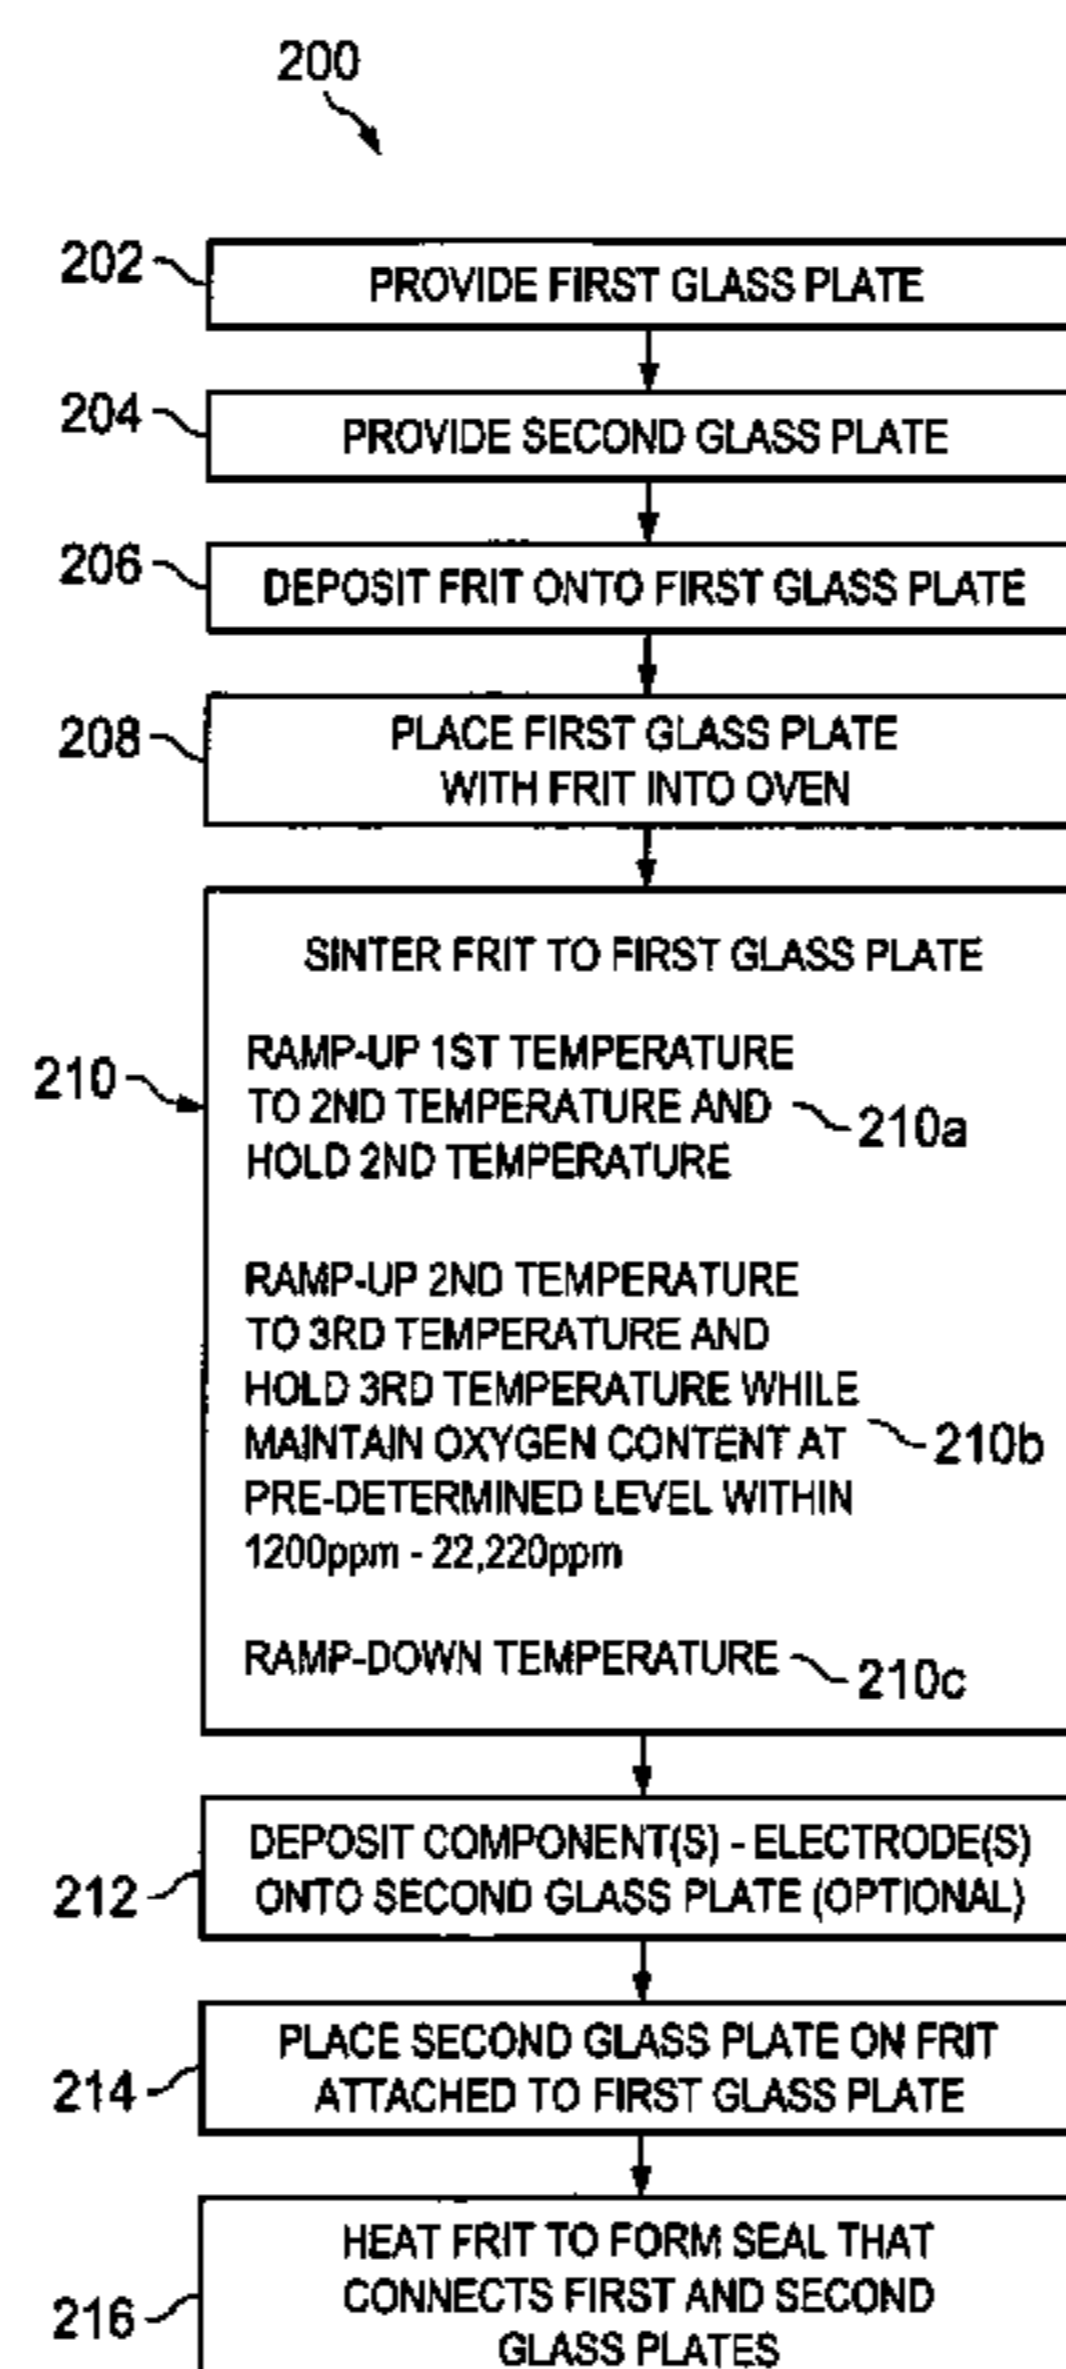 200
202
PROVIDE FIRST GLASS PLATE
204
PROVIDE SECOND GLASS PLATE
206
DEPOSIT FRIT ONTO FIRST GLASS PLATE
208
PLACE FIRST GLASS PLATE
WITH FRIT INTO OVEN
SINTER FRIT TO FIRST GLASS PLATE
210
RAMP-UP 1ST TEMPERATURE
TO 2ND TEMPERATURE AND
HOLD 2ND TEMPERATURE
210a
RAMP-UP 2ND TEMPERATURE
TO 3RD TEMPERATURE AND
HOLD 3RD TEMPERATURE WHILE
MAINTAIN OXYGEN CONTENT AT
PRE-DETERMINED LEVEL WITHIN
1200ppm - 22,220ppm
210b
RAMP-DOWN TEMPERATURE
210c
212
DEPOSIT COMPONENT(S) - ELECTRODE(S)
ONTO SECOND GLASS PLATE (OPTIONAL)
214
PLACE SECOND GLASS PLATE ON FRIT
ATTACHED TO FIRST GLASS PLATE
216
HEAT FRIT TO FORM SEAL THAT
CONNECTS FIRST AND SECOND
GLASS PLATES